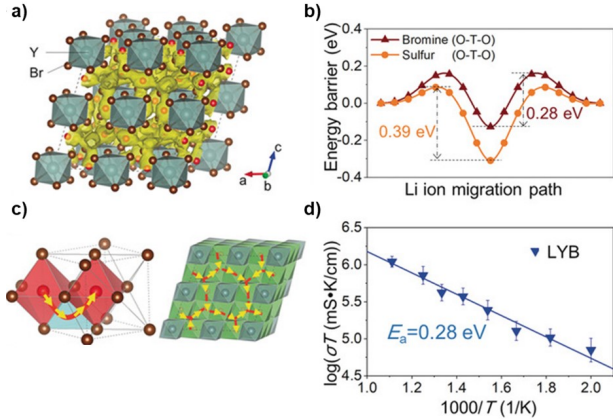 a)
Y
Br
c
a
b
b)
Energy barrier (eV)
0.2
0.0
-0.2
-0.4
Bromine (O-T-O)
Sulfur (O-T-O)
0.39 eV
0.28 eV
Li ion migration path
c)
d)
log(σT (mS•K/cm))
6.5
6.0
5.5
5.0
4.5
LYB
Ea=0.28 eV
1.0 1.2 1.4 1.6 1.8 2.0
1000/T (1/K)